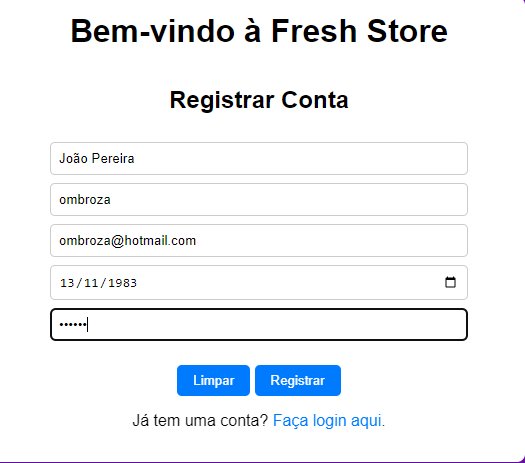 Bem-vindo à Fresh Store
Registrar Conta
João Pereira
ombroza
ombroza@hotmail.com
13/11/1983
••••••
Limpar Registrar
Já tem uma conta? Faça login aqui.